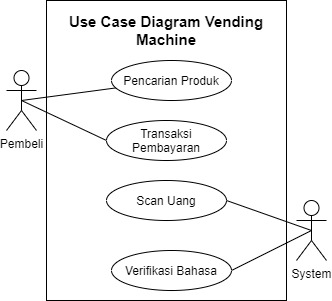 Use Case Diagram Vending
Machine
Pencarian Produk
Pembeli
Transaksi
Pembayaran
Scan Uang
Verifikasi Bahasa
System